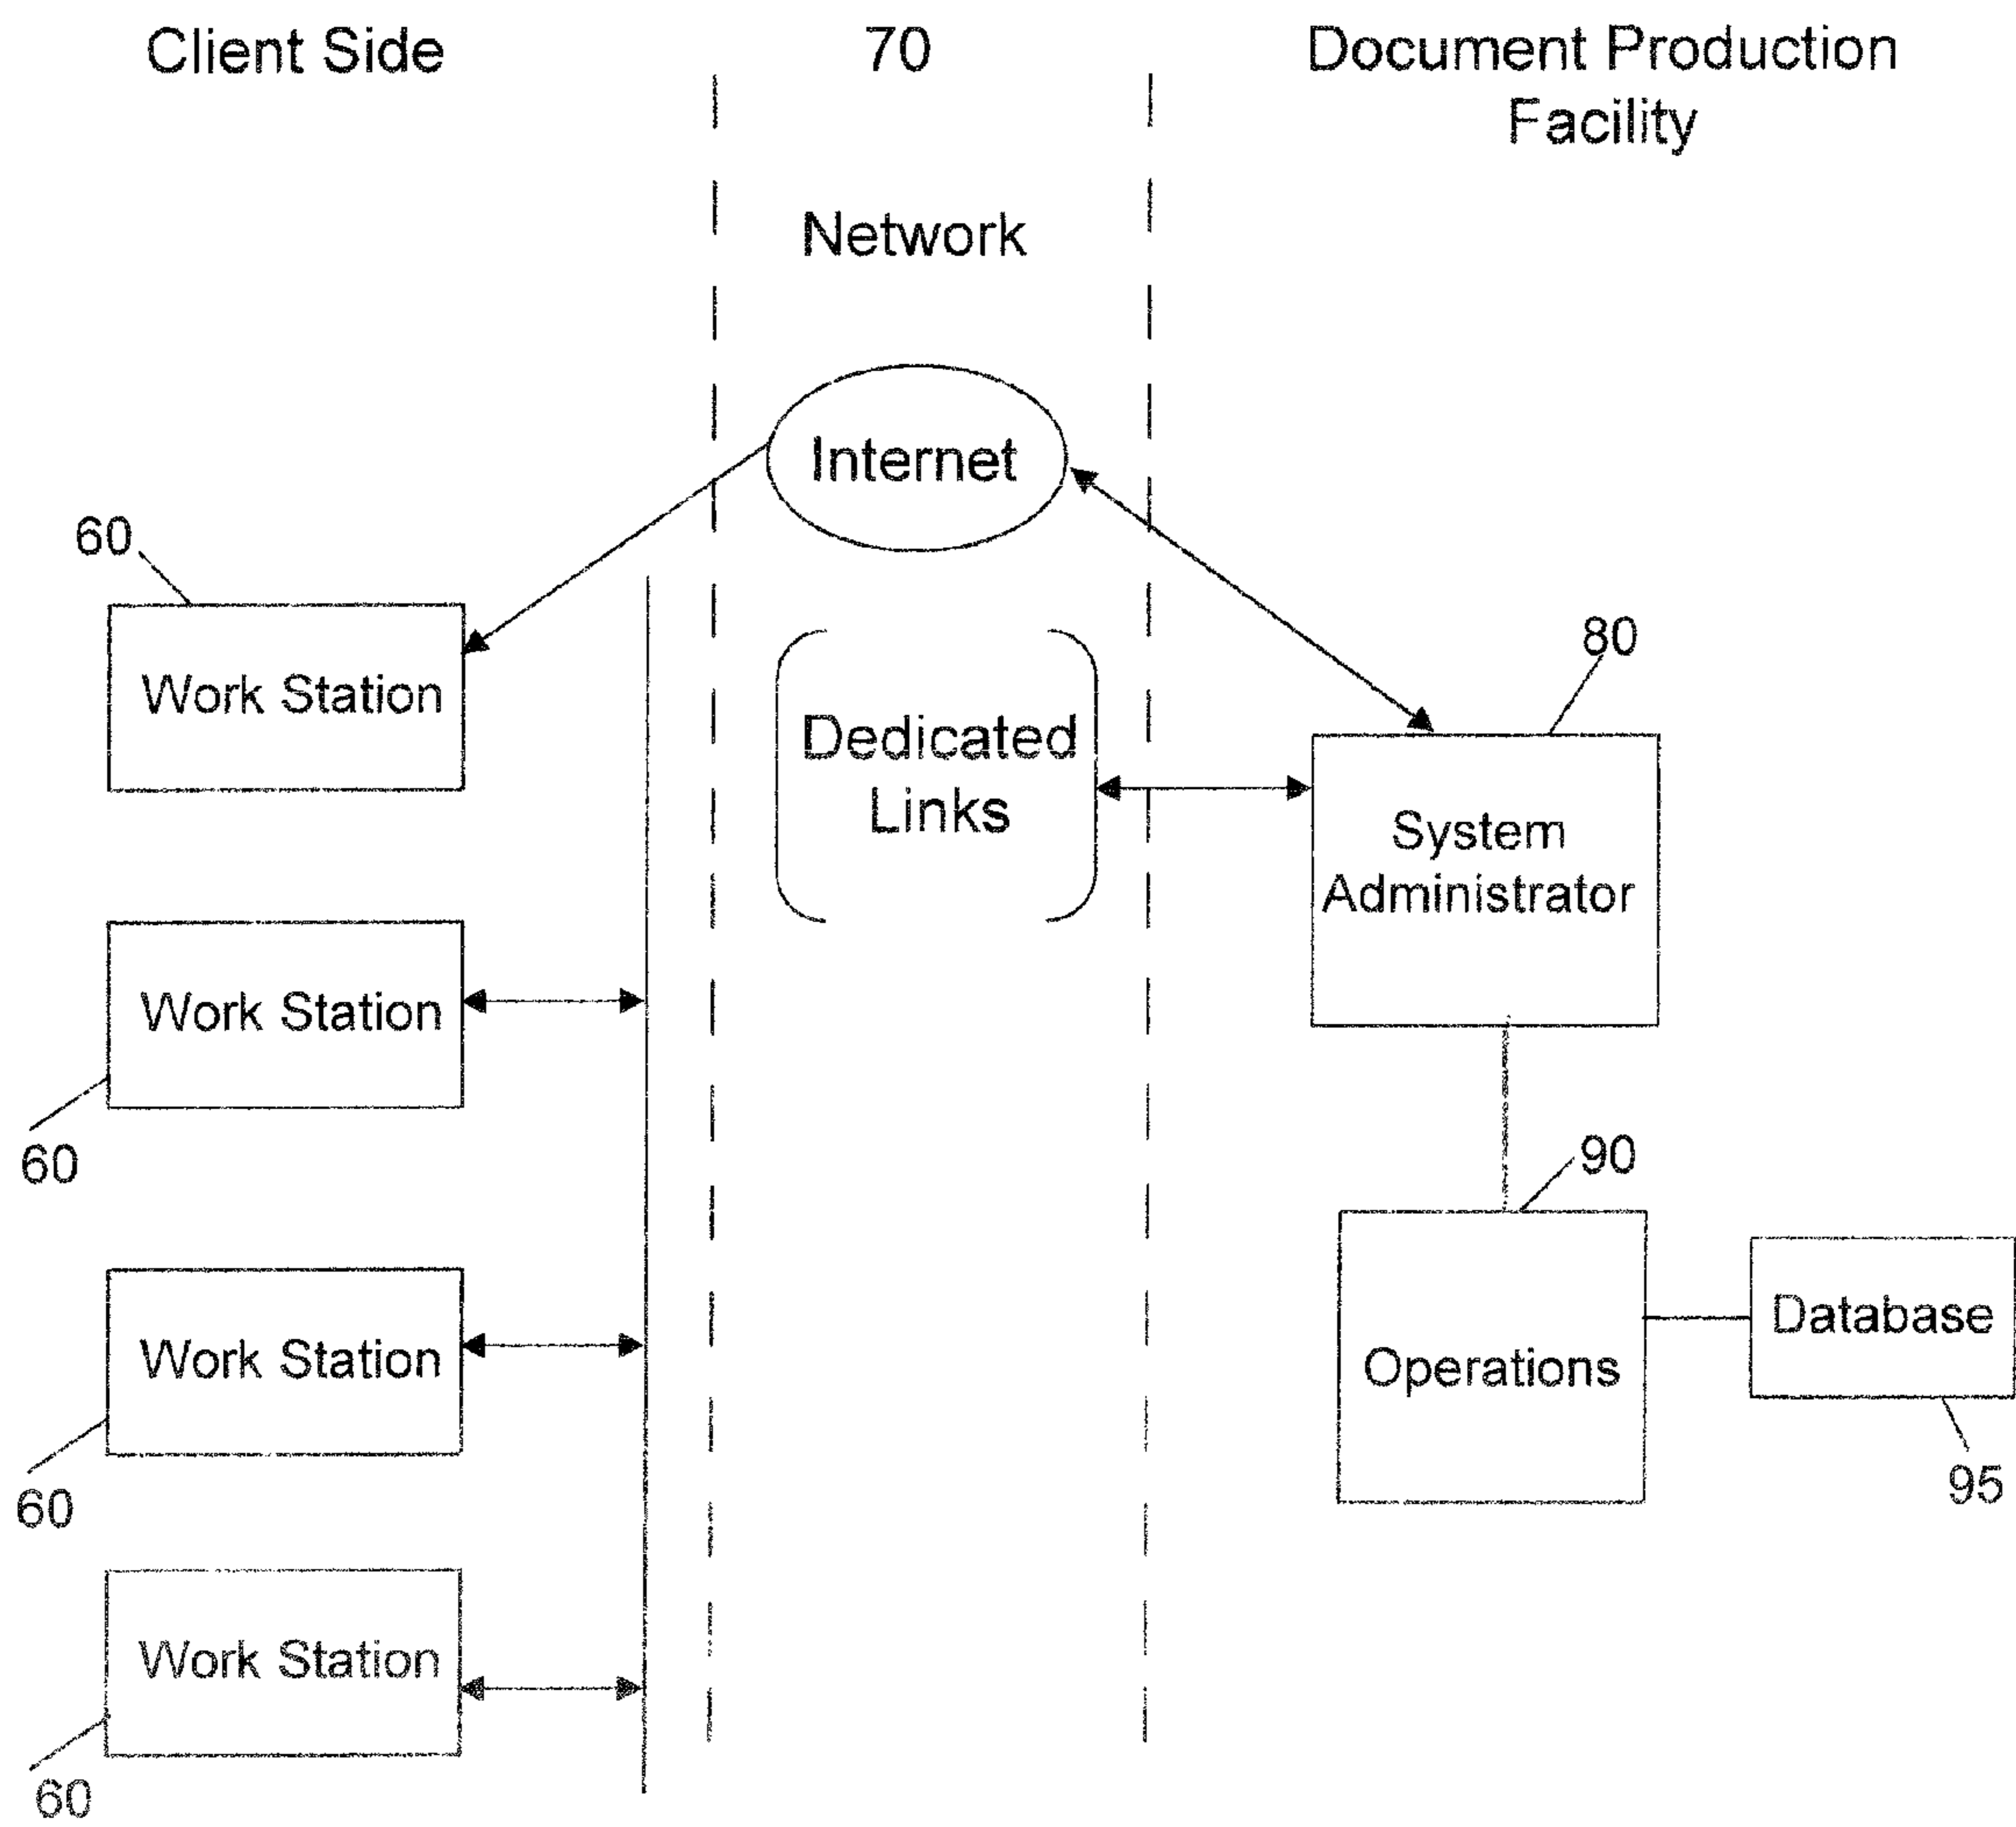 Client Side
70
Document Production
Facility
Network
Internet
60
Work Station
80
Dedicated
Links
System
Administrator
Work Station
60
90
Work Station
Operations
Database
60
95
Work Station
60